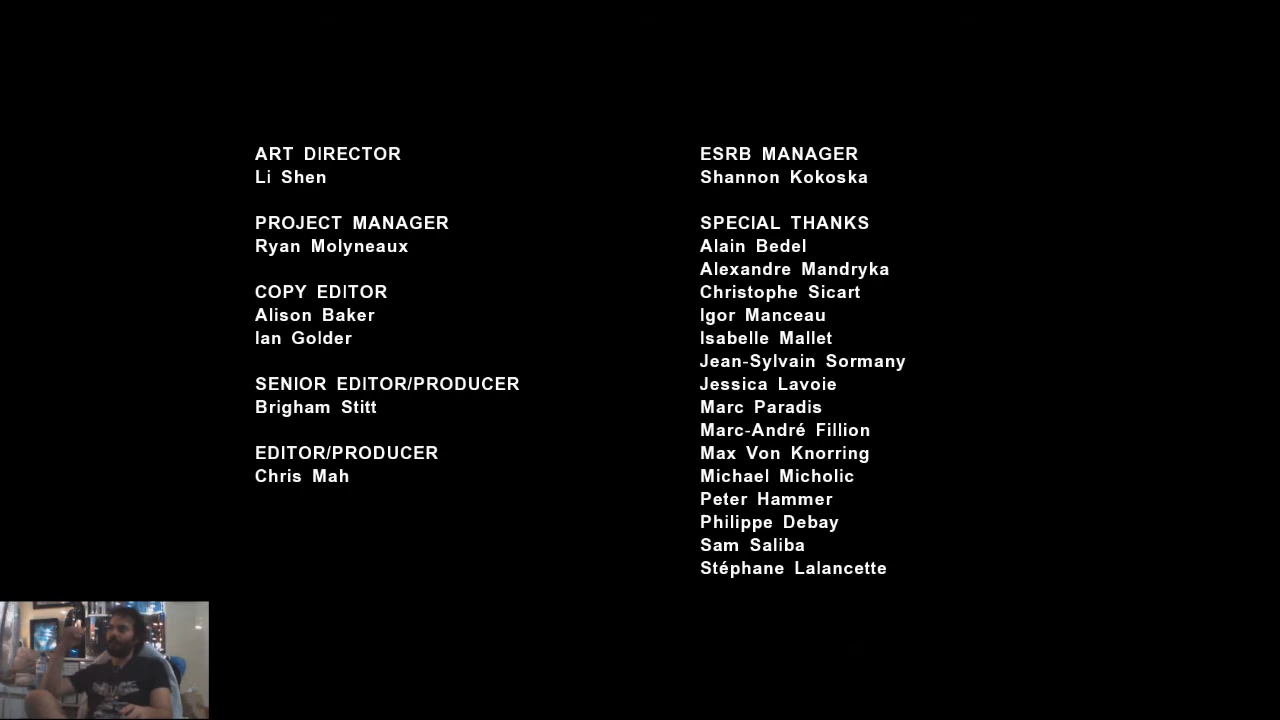 ART DIRECTOR
Li Shen
PROJECT MANAGER
Ryan Molyneaux
COPY EDITOR
Alison Baker
Ian Golder
SENIOR EDITOR/PRODUCER
Brigham Stitt
EDITOR/PRODUCER
Chris Mah
ESRB MANAGER
Shannon Kokoska
SPECIAL THANKS
Alain Bedel
Alexandre Mandryka
Christophe Sicart
Igor Manceau
Isabelle Mallet
Jean-Sylvain Sormany
Jessica Lavoie
Marc Paradis
Marc-André Fillion
Max Von Knorring
Michael Micholic
Peter Hammer
Philippe Debay
Sam Saliba
Stéphane Lalancette